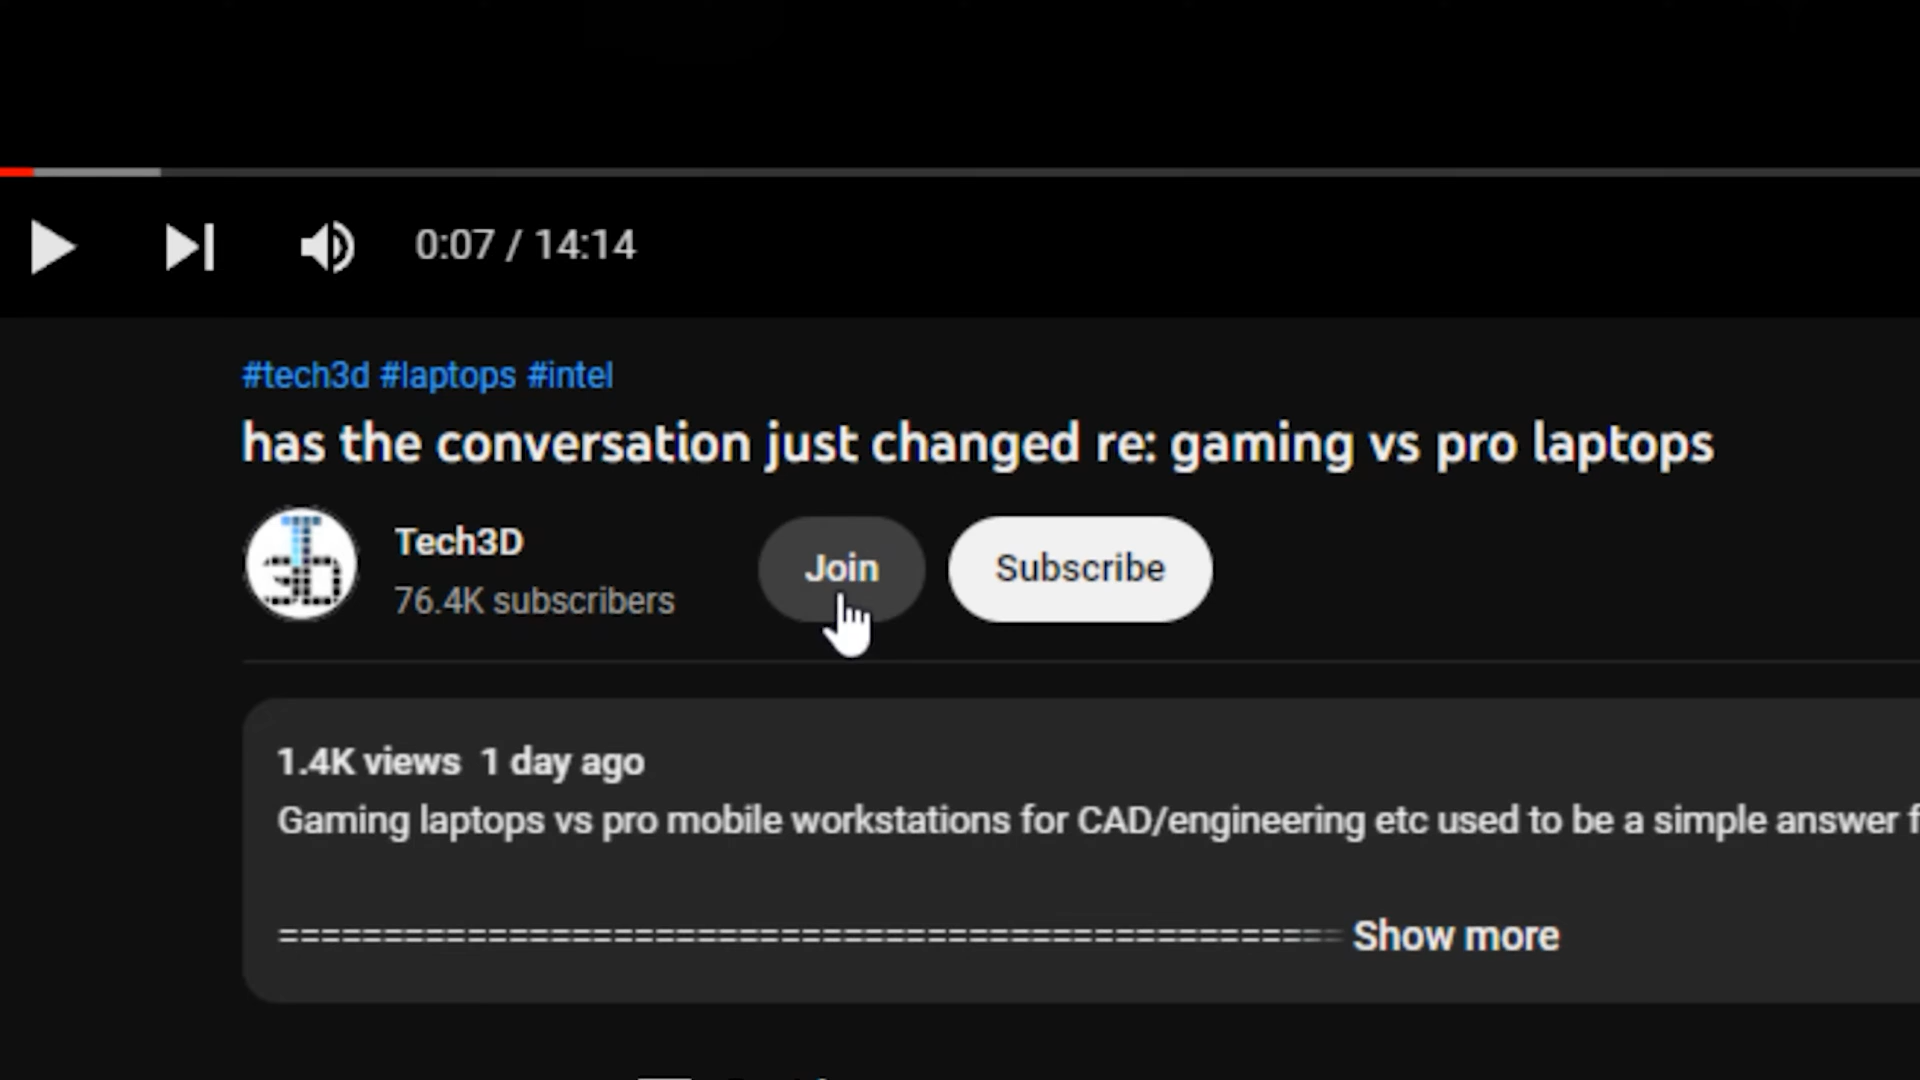 0:07 / 14:14
#tech3d #laptops #intel
has the conversation just changed re: gaming vs pro laptops
Tech3D
76.4K subscribers
Join
Subscribe
1.4K views 1 day ago
Gaming laptops vs pro mobile workstations for CAD/engineering etc used to be a simple answer
=================================================== Show more